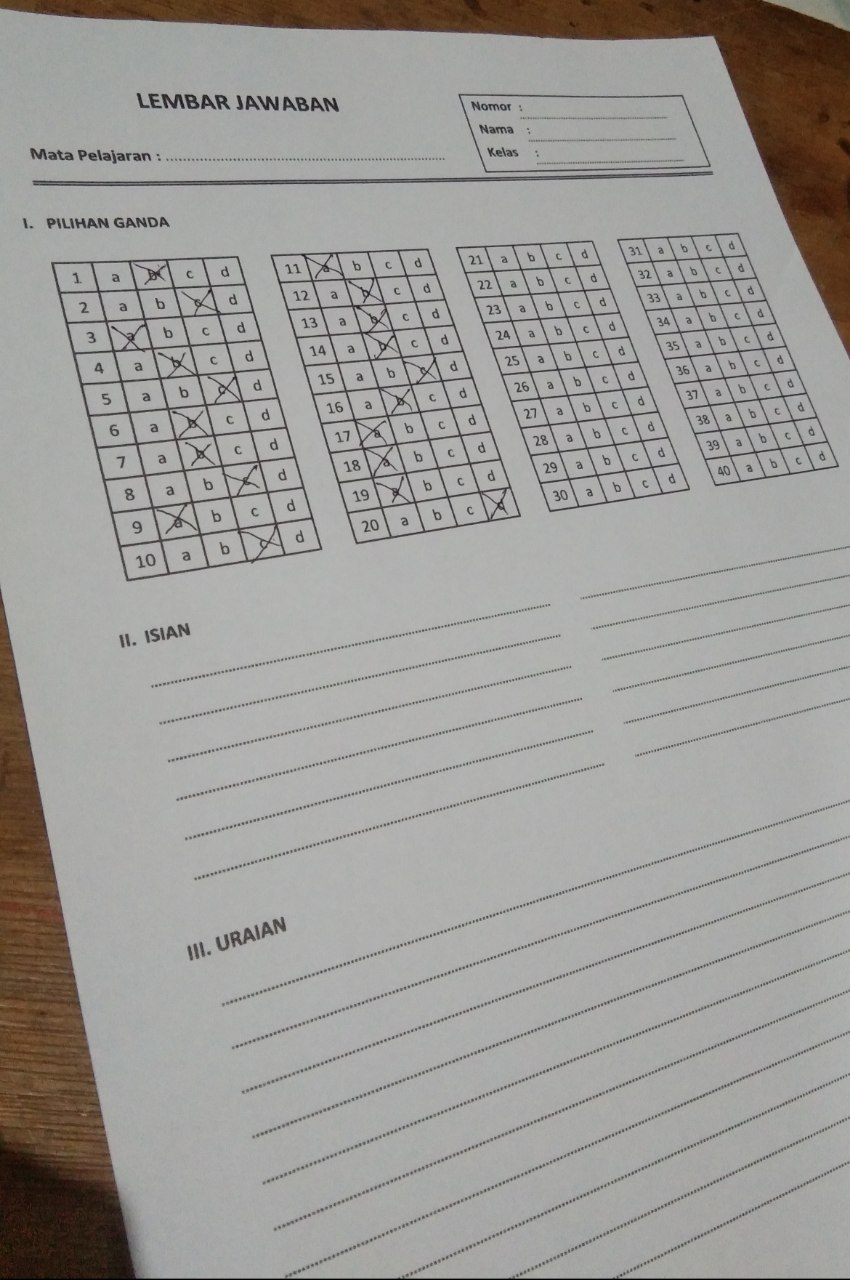 LEMBAR JAWABAN
Nomor :
Nama :
Mata Pelajaran :
Kelas :
I. PILIHAN GANDA
1 a b c d 11 a b c d 21 a b c d 31 a b c d
2 a b c d 12 a b c d 22 a b c d 32 a b c d
3 a b c d 13 a b c d 23 a b c d 33 a b c d
4 a b c d 14 a b c d 24 a b c d 34 a b c d
5 a b c d 15 a b c d 25 a b c d 35 a b c d
6 a b c d 16 a b c d 26 a b c d 36 a b c d
7 a b c d 17 a b c d 27 a b c d 37 a b c d
8 a b c d 18 a b c d 28 a b c d 38 a b c d
9 a b c d 19 a b c d 29 a b c d 39 a b c d
10 a b c d 20 a b c d 30 a b c d 40 a b c d
II. ISIAN
III. URAIAN